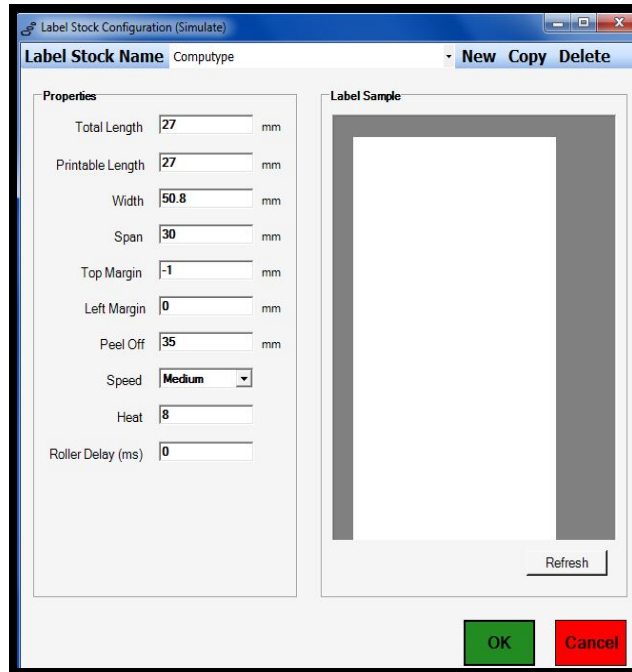 Label Stock Configuration (Simulate)
Label Stock Name Computype New Copy Delete
Properties
Total Length 27 mm
Printable Length 27 mm
Width 50.8 mm
Span 30 mm
Top Margin -1 mm
Left Margin 0 mm
Peel Off 35 mm
Speed Medium
Heat 8
Roller Delay (ms) 0
Label Sample
Refresh
OK Cancel